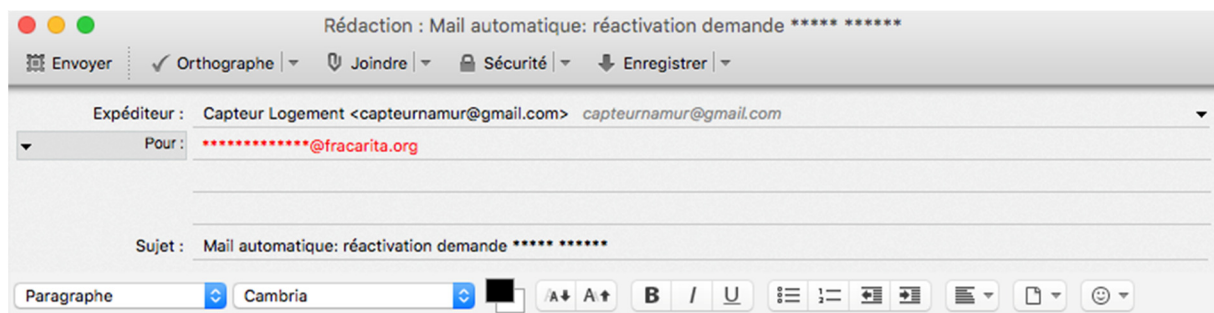 Rédaction : Mail automatique: réactivation demande ***** ******
Envoyer Orthographe Joindre Sécurité Enregistrer
Expéditeur : Capteur Logement <capteurnamur@gmail.com> capteurnamur@gmail.com
Pour : *************@fracarita.org
Sujet : Mail automatique: réactivation demande ***** ******
Paragraphe Cambria A A B I U